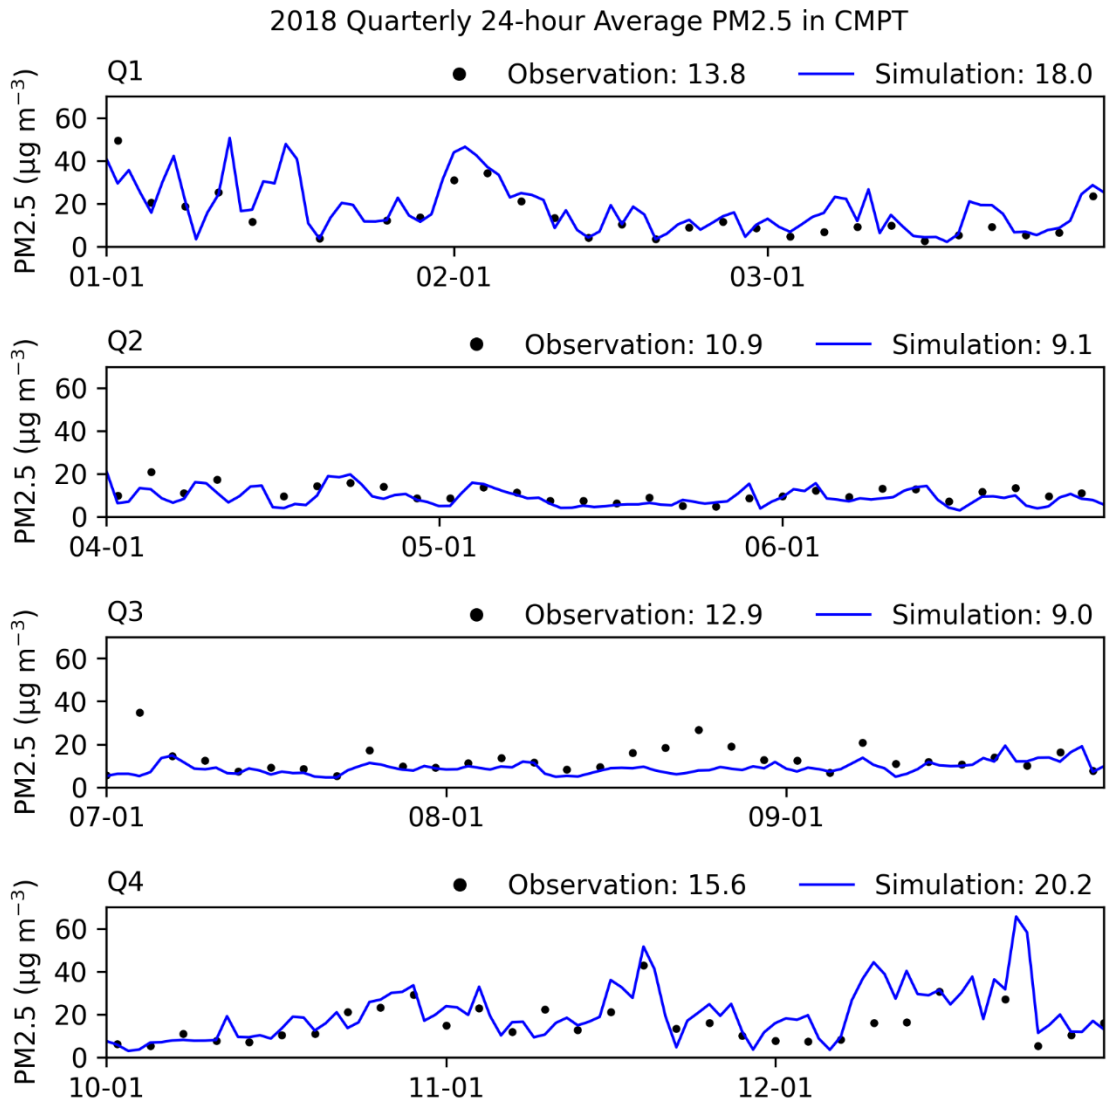 2018 Quarterly 24-hour Average PM2.5 in CMPT
Q1 Observation: 13.8 Simulation: 18.0
PM2.5 (μg m⁻³)
60
40
20
0
01-01 02-01 03-01
Q2 Observation: 10.9 Simulation: 9.1
PM2.5 (μg m⁻³)
60
40
20
0
04-01 05-01 06-01
Q3 Observation: 12.9 Simulation: 9.0
PM2.5 (μg m⁻³)
60
40
20
0
07-01 08-01 09-01
Q4 Observation: 15.6 Simulation: 20.2
PM2.5 (μg m⁻³)
60
40
20
0
10-01 11-01 12-01